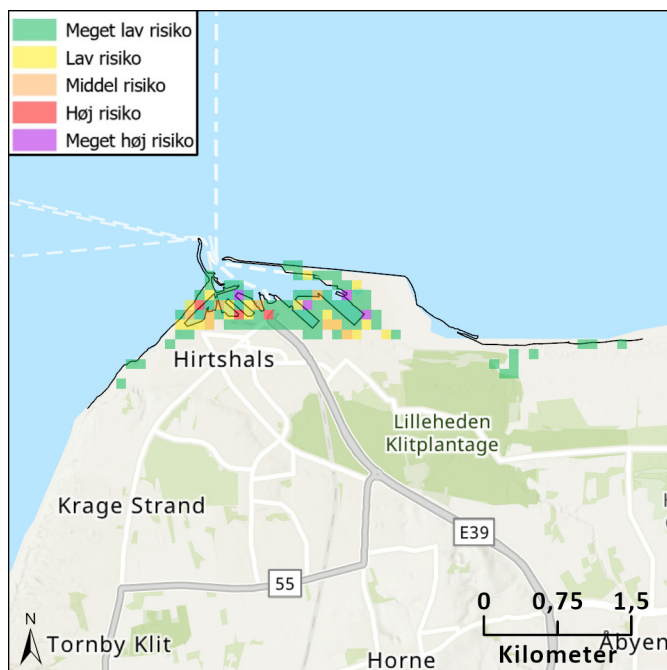 Meget lav risiko
Lav risiko
Middel risiko
Høj risiko
Meget høj risiko
Hirtshals
Lilleheden
Klitplantage
Krage Strand
E39
55
0 0,75 1,5
Kilometer
N
Tornby Klit
Horne
Åbyen